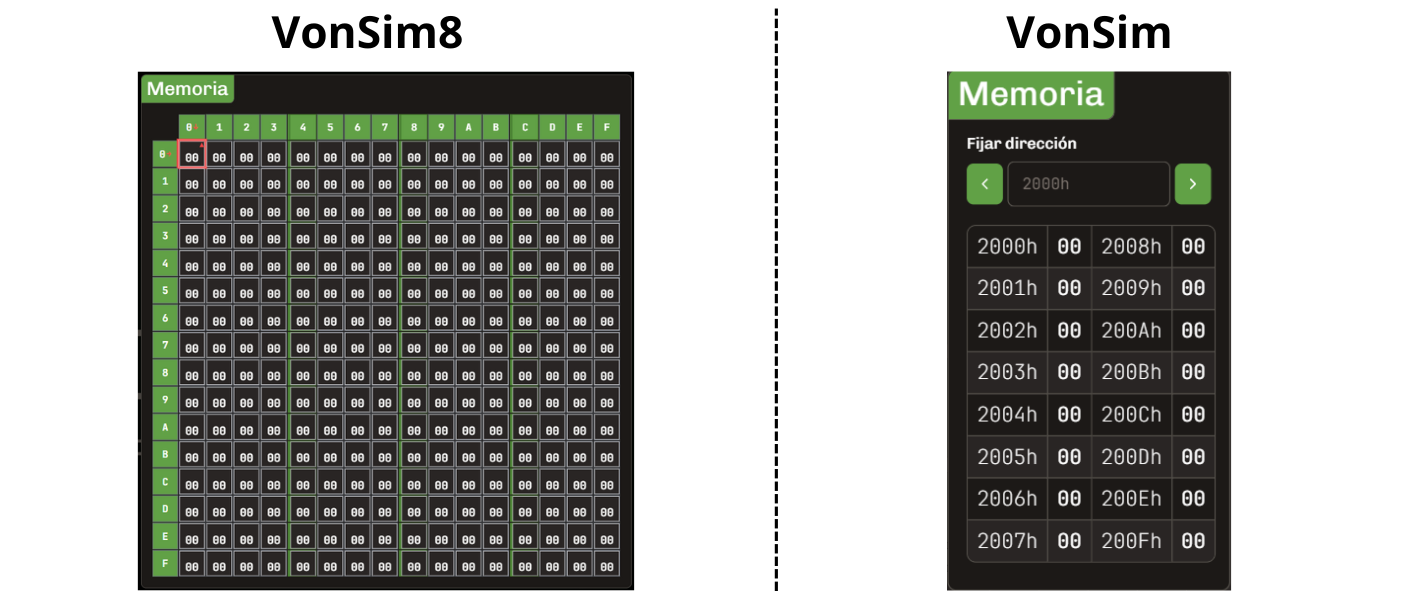 VonSim8
Memoria
0 1 2 3 4 5 6 7 8 9 A B C D E F
0 00 00 00 00 00 00 00 00 00 00 00 00 00 00 00 00
1 00 00 00 00 00 00 00 00 00 00 00 00 00 00 00 00
2 00 00 00 00 00 00 00 00 00 00 00 00 00 00 00 00
3 00 00 00 00 00 00 00 00 00 00 00 00 00 00 00 00
4 00 00 00 00 00 00 00 00 00 00 00 00 00 00 00 00
5 00 00 00 00 00 00 00 00 00 00 00 00 00 00 00 00
6 00 00 00 00 00 00 00 00 00 00 00 00 00 00 00 00
7 00 00 00 00 00 00 00 00 00 00 00 00 00 00 00 00
8 00 00 00 00 00 00 00 00 00 00 00 00 00 00 00 00
9 00 00 00 00 00 00 00 00 00 00 00 00 00 00 00 00
A 00 00 00 00 00 00 00 00 00 00 00 00 00 00 00 00
B 00 00 00 00 00 00 00 00 00 00 00 00 00 00 00 00
C 00 00 00 00 00 00 00 00 00 00 00 00 00 00 00 00
D 00 00 00 00 00 00 00 00 00 00 00 00 00 00 00 00
E 00 00 00 00 00 00 00 00 00 00 00 00 00 00 00 00
F 00 00 00 00 00 00 00 00 00 00 00 00 00 00 00 00
VonSim
Memoria
Fijar dirección
2000h
2000h 00 2008h 00
2001h 00 2009h 00
2002h 00 200Ah 00
2003h 00 200Bh 00
2004h 00 200Ch 00
2005h 00 200Dh 00
2006h 00 200Eh 00
2007h 00 200Fh 00